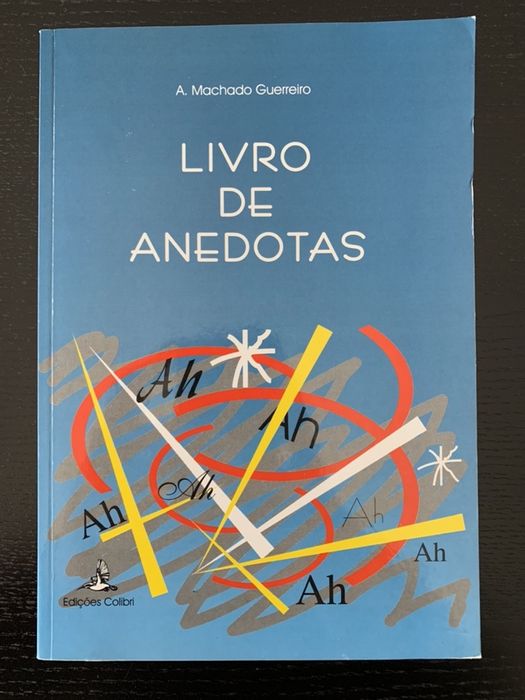 A. Machado Guerreiro
LIVRO
DE
ANEDOTAS
Ah
Ah
Ah
Ah
Ah
Ah
Ah
Edições Colibri